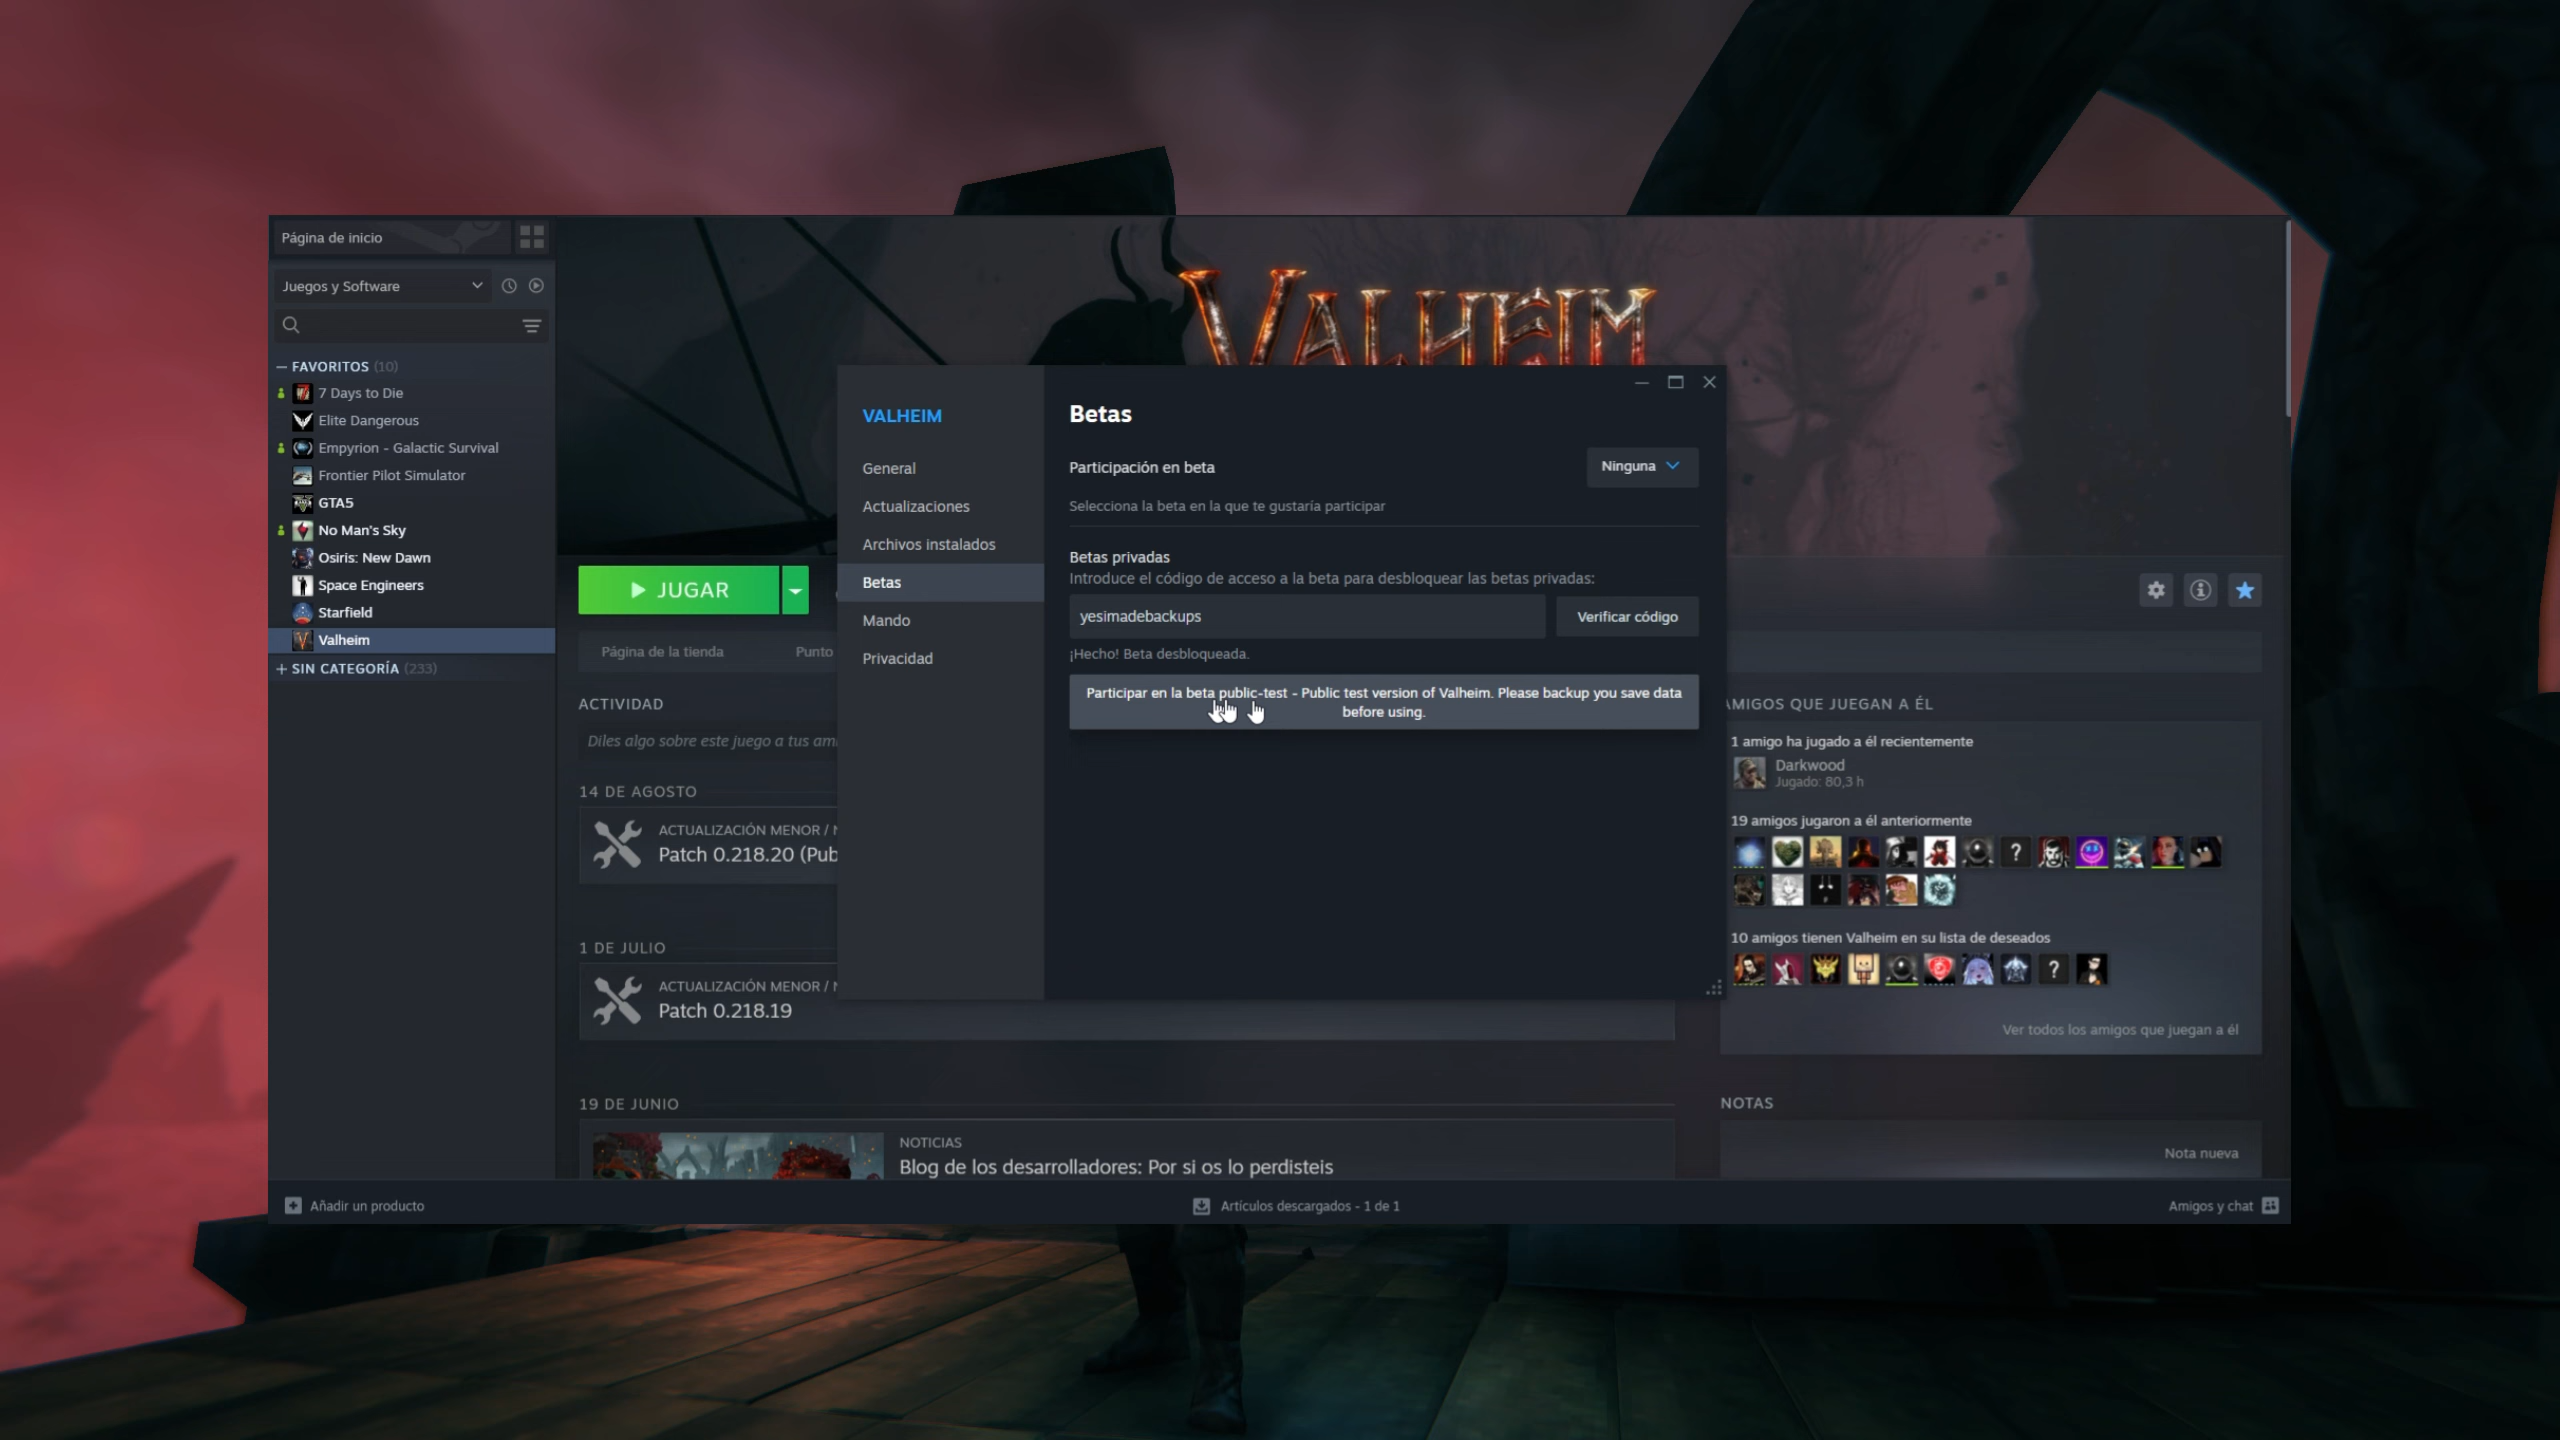 Página de inicio
Juegos y Software
— FAVORITOS (10)
7 Days to Die
Elite Dangerous
Empyrion - Galactic Survival
Frontier Pilot Simulator
GTA5
No Man's Sky
Osiris: New Dawn
Space Engineers
Starfield
Valheim
+ SIN CATEGORÍA (233)
VALHEIM
JUGAR
Página de la tienda
Punto
ACTIVIDAD
Diles algo sobre este juego a tus am
14 DE AGOSTO
ACTUALIZACIÓN MENOR /
Patch 0.218.20 (Pub
1 DE JULIO
ACTUALIZACIÓN MENOR /
Patch 0.218.19
19 DE JUNIO
NOTICIAS
Blog de los desarrolladores: Por si os lo perdisteis
VALHEIM
General
Actualizaciones
Archivos instalados
Betas
Mando
Privacidad
Betas
Participación en beta
Ninguna
Selecciona la beta en la que te gustaría participar
Betas privadas
Introduce el código de acceso a la beta para desbloquear las betas privadas:
yesimadebackups
Verificar código
¡Hecho! Beta desbloqueada.
Participar en la beta public-test - Public test version of Valheim. Please backup you save data
before using.
AMIGOS QUE JUEGAN A ÉL
1 amigo ha jugado a él recientemente
Darkwood
Jugado: 80,3 h
19 amigos jugaron a él anteriormente
10 amigos tienen Valheim en su lista de deseados
Ver todos los amigos que juegan a él
NOTAS
Nota nueva
Añadir un producto
Artículos descargados - 1 de 1
Amigos y chat